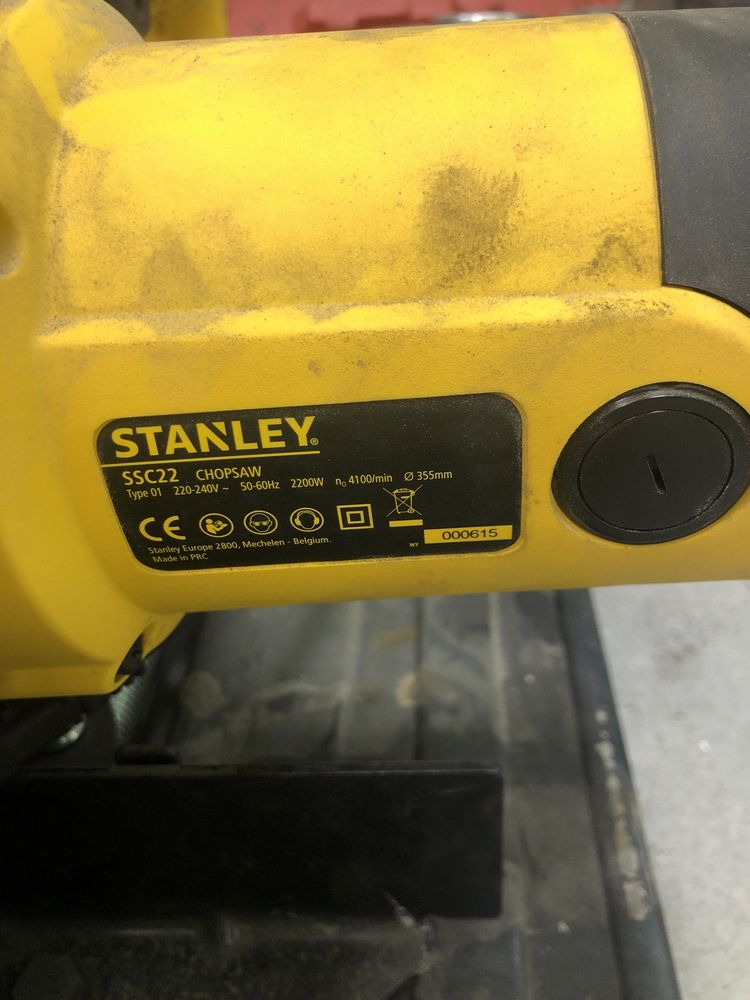 STANLEY®
SSC22 CHOPSAW
Type 01 220-240V ~ 50-60Hz 2200W n₀ 4100/min Ø 355mm
CE
Stanley Europe 2800, Mechelen - Belgium.
Made in PRC
WY 000615